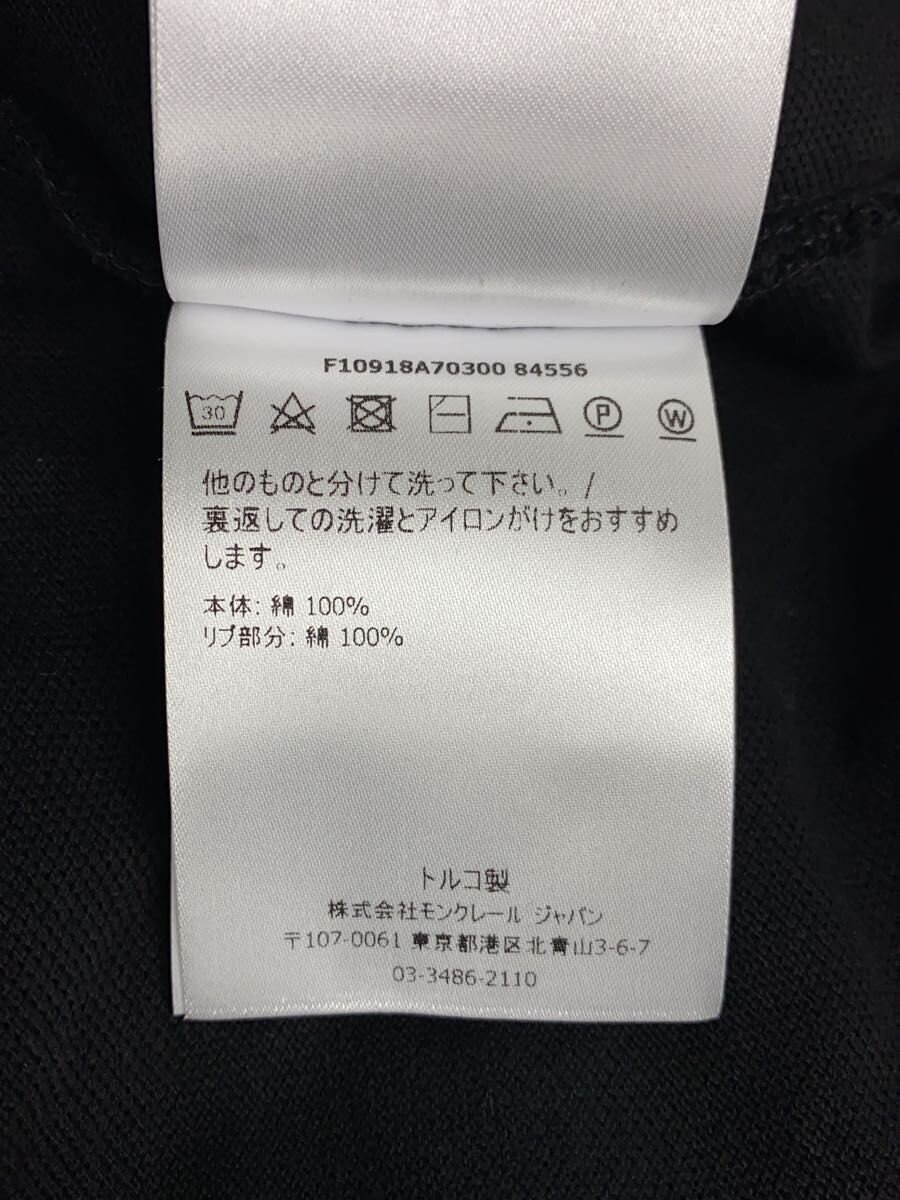 F10918A70300 84556
30
P
W
他のものと分けて洗って下さい。/
裏返しての洗濯とアイロンがけをおすすめ
します。
本体: 綿 100%
リブ部分: 綿 100%
トルコ製
株式会社モンクレール ジャパン
〒107-0061 東京都港区北青山3-6-7
03-3486-2110